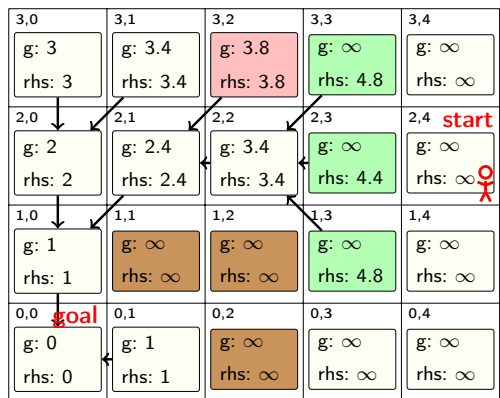 3,0 3,1 3,2 3,3 3,4
g: 3 g: 3.4 g: 3.8 g: ∞ g: ∞
rhs: 3 rhs: 3.4 rhs: 3.8 rhs: 4.8 rhs: ∞
2,0 2,1 2,2 2,3 2,4 start
g: 2 g: 2.4 g: 3.4 g: ∞ g: ∞
rhs: 2 rhs: 2.4 rhs: 3.4 rhs: 4.4 rhs: ∞
1,0 1,1 1,2 1,3 1,4
g: 1 g: ∞ g: ∞ g: ∞ g: ∞
rhs: 1 rhs: ∞ rhs: ∞ rhs: 4.8 rhs: ∞
0,0 goal 0,1 0,2 0,3 0,4
g: 0 g: 1 g: ∞ g: ∞ g: ∞
rhs: 0 rhs: 1 rhs: ∞ rhs: ∞ rhs: ∞